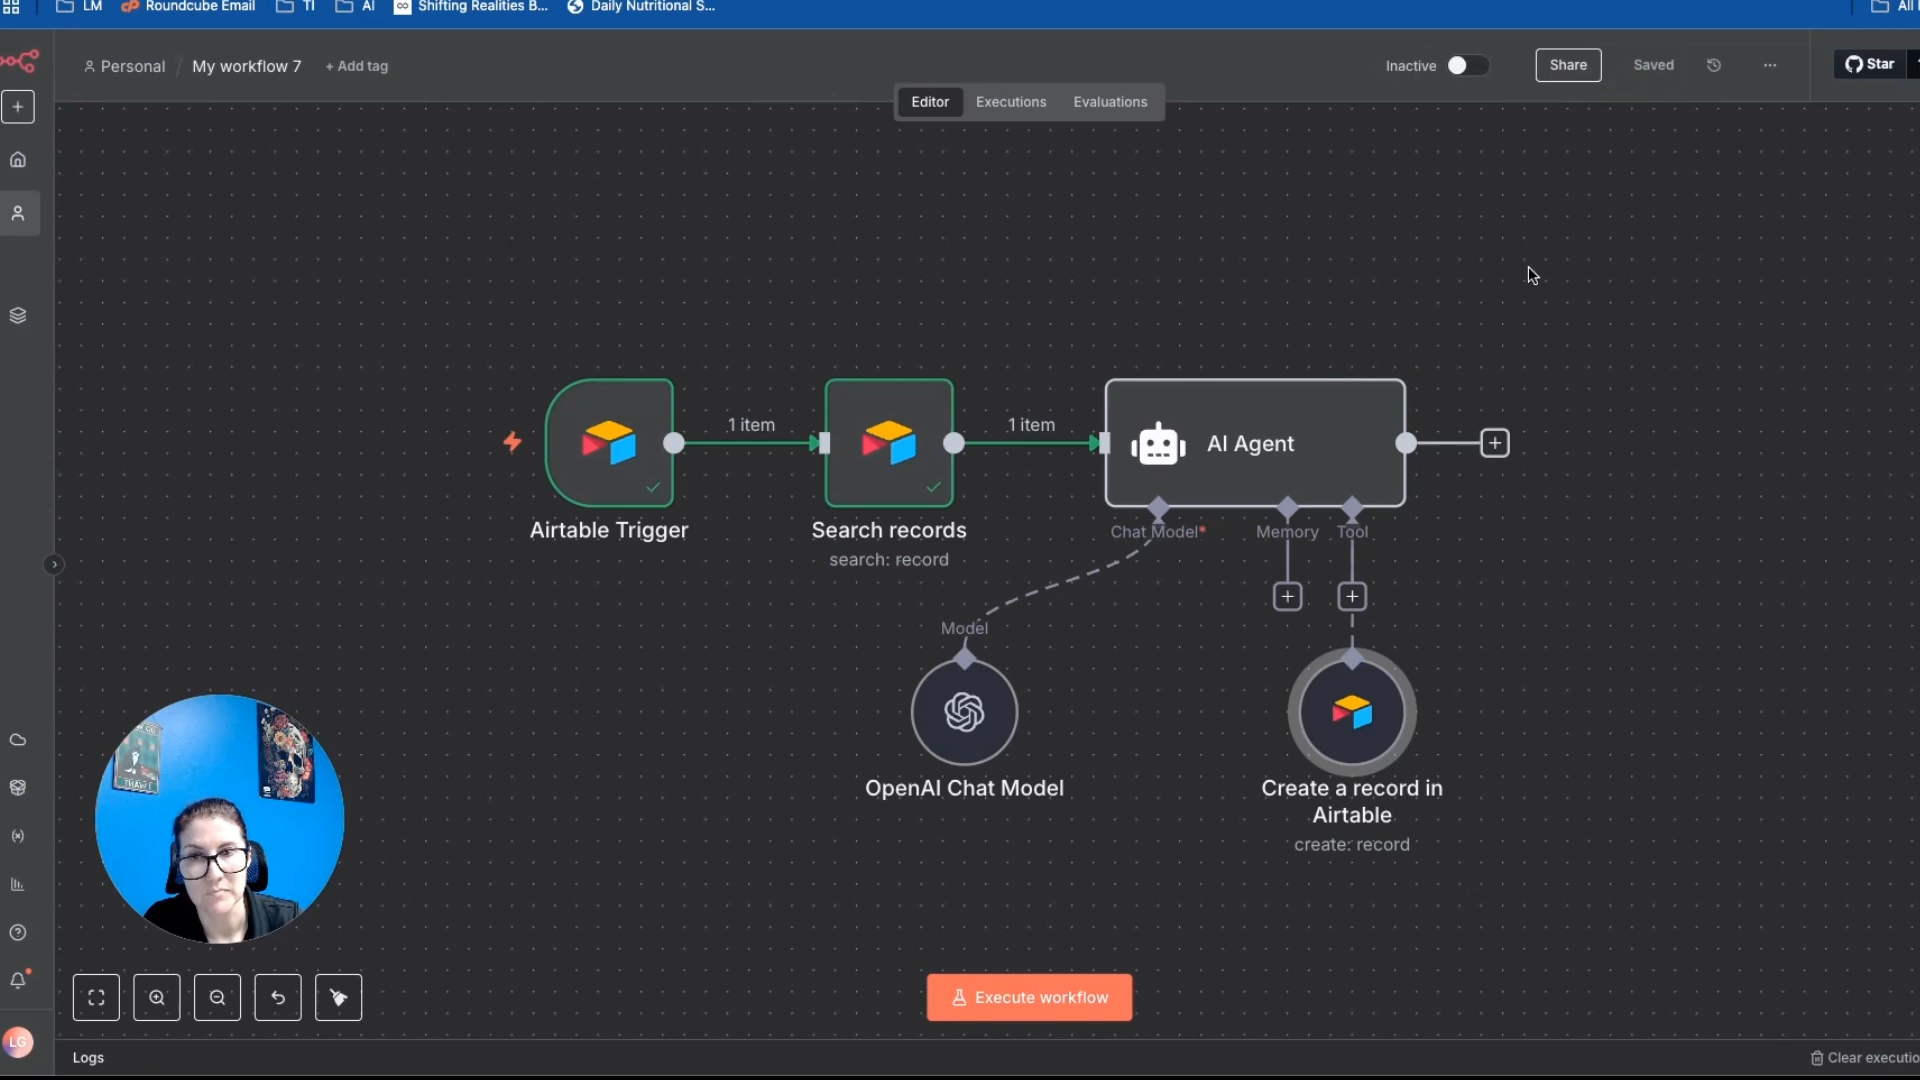 LM
Roundcube Email
TI
AI
Shifting Realities B...
Daily Nutritional S...
All
Personal / My workflow 7 + Add tag
Inactive
Share
Saved
Star
Editor
Executions
Evaluations
1 item
1 item
AI Agent
Airtable Trigger
Search records
search: record
Chat Model*
Memory
Tool
Model
OpenAI Chat Model
Create a record in
Airtable
create: record
Execute workflow
LG
Logs
Clear executio